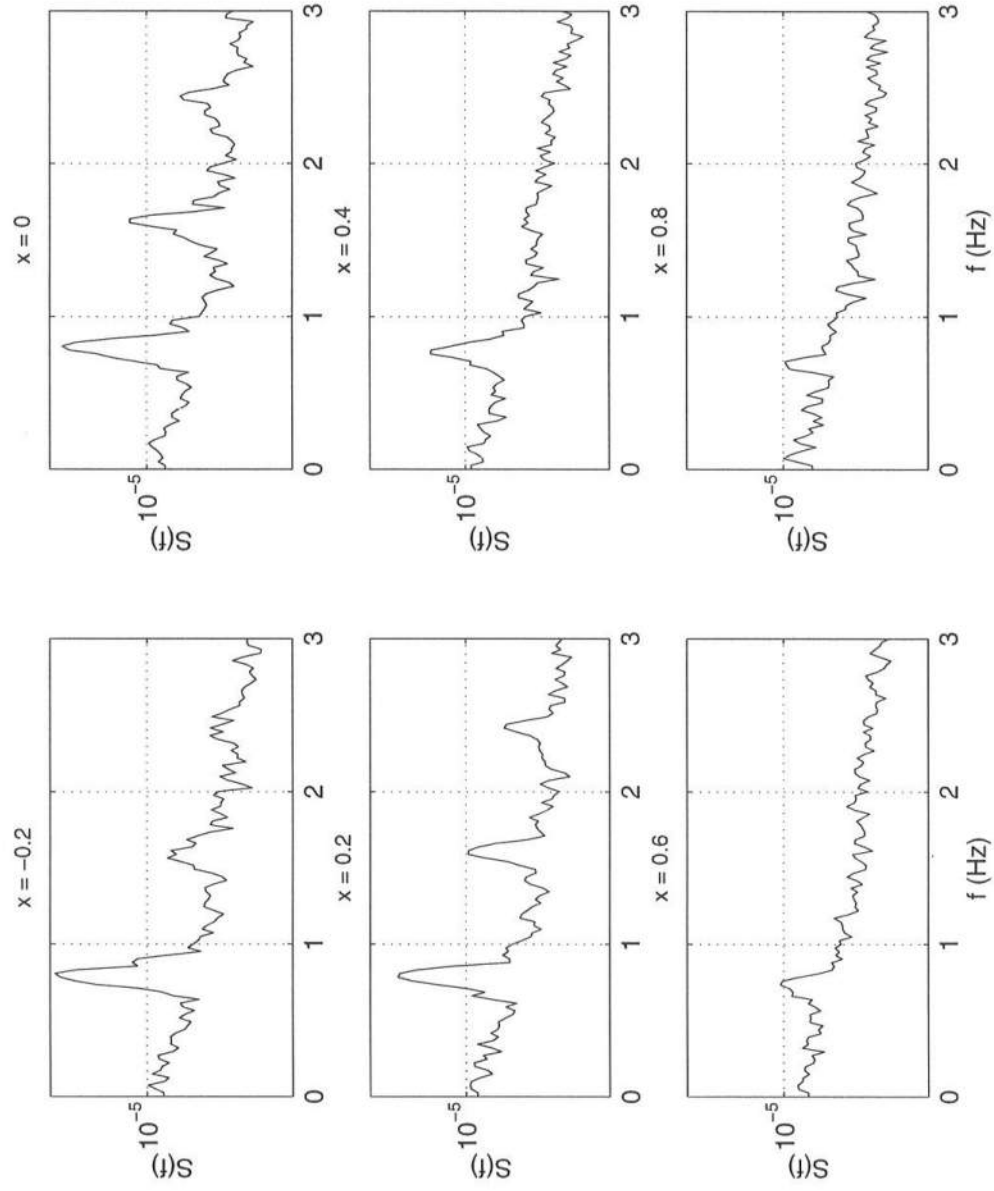 x = −0.2
S(f)
10⁻⁵
0 1 2 3
x = 0
S(f)
10⁻⁵
0 1 2 3
x = 0.2
S(f)
10⁻⁵
0 1 2 3
x = 0.4
S(f)
10⁻⁵
0 1 2 3
x = 0.6
S(f)
10⁻⁵
0 1 2 3
f (Hz)
x = 0.8
S(f)
10⁻⁵
0 1 2 3
f (Hz)